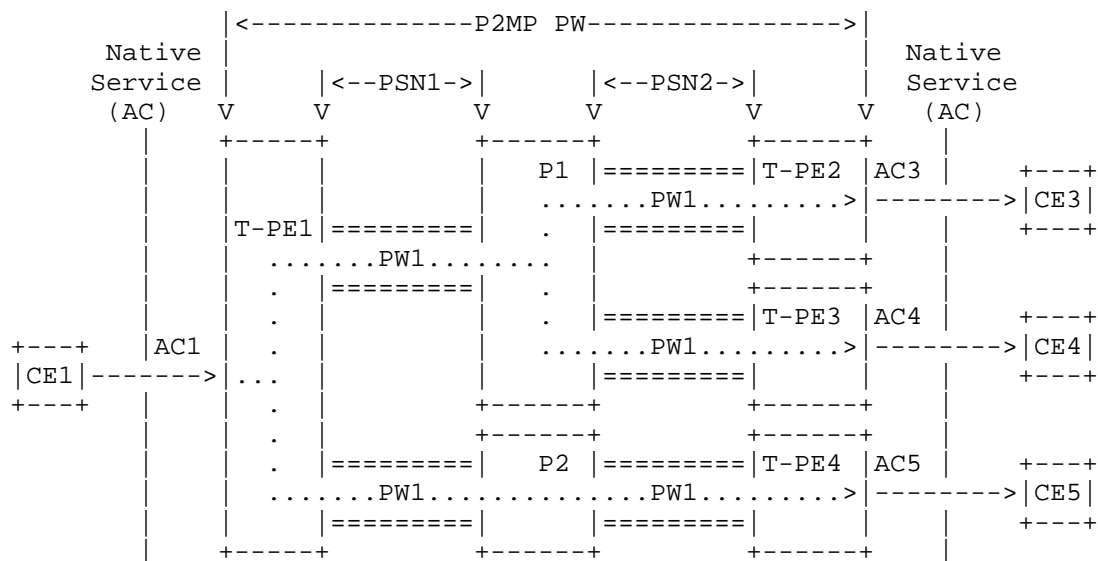 |<--------------P2MP PW---------------->|
        Native |                                       |  Native
       Service |      |<--PSN1->|       |<--PSN2->|     |  Service
        (AC)   V      V         V       V         V     V   (AC)
          |    +-----+          +------+          +------+    |
          |    |     |          |   P1 |=========|T-PE2 |AC3  |    +---+
          |    |     |          |   .......PW1.........>|-------->|CE3|
          |    |T-PE1|=========|    .  |=========|      |     |    +---+
          |    |  .......PW1........   |          +------+    |
          |    |  .  |=========|    .  |          +------+    |
          |    |  .  |          |   .  |=========|T-PE3 |AC4  |    +---+
+---+     |AC1 |  .  |          |   .......PW1.........>|-------->|CE4|
|CE1|------->|...    |          |      |=========|      |     |    +---+
+---+     |    |  .  |          +------+          +------+    |
          |    |  .  |          +------+          +------+    |
          |    |  .  |=========|    P2 |=========|T-PE4 |AC5  |    +---+
          |    |  .......PW1..............PW1.........>|-------->|CE5|
          |    |     |=========|       |=========|      |     |    +---+
          |    +-----+          +------+          +------+    |